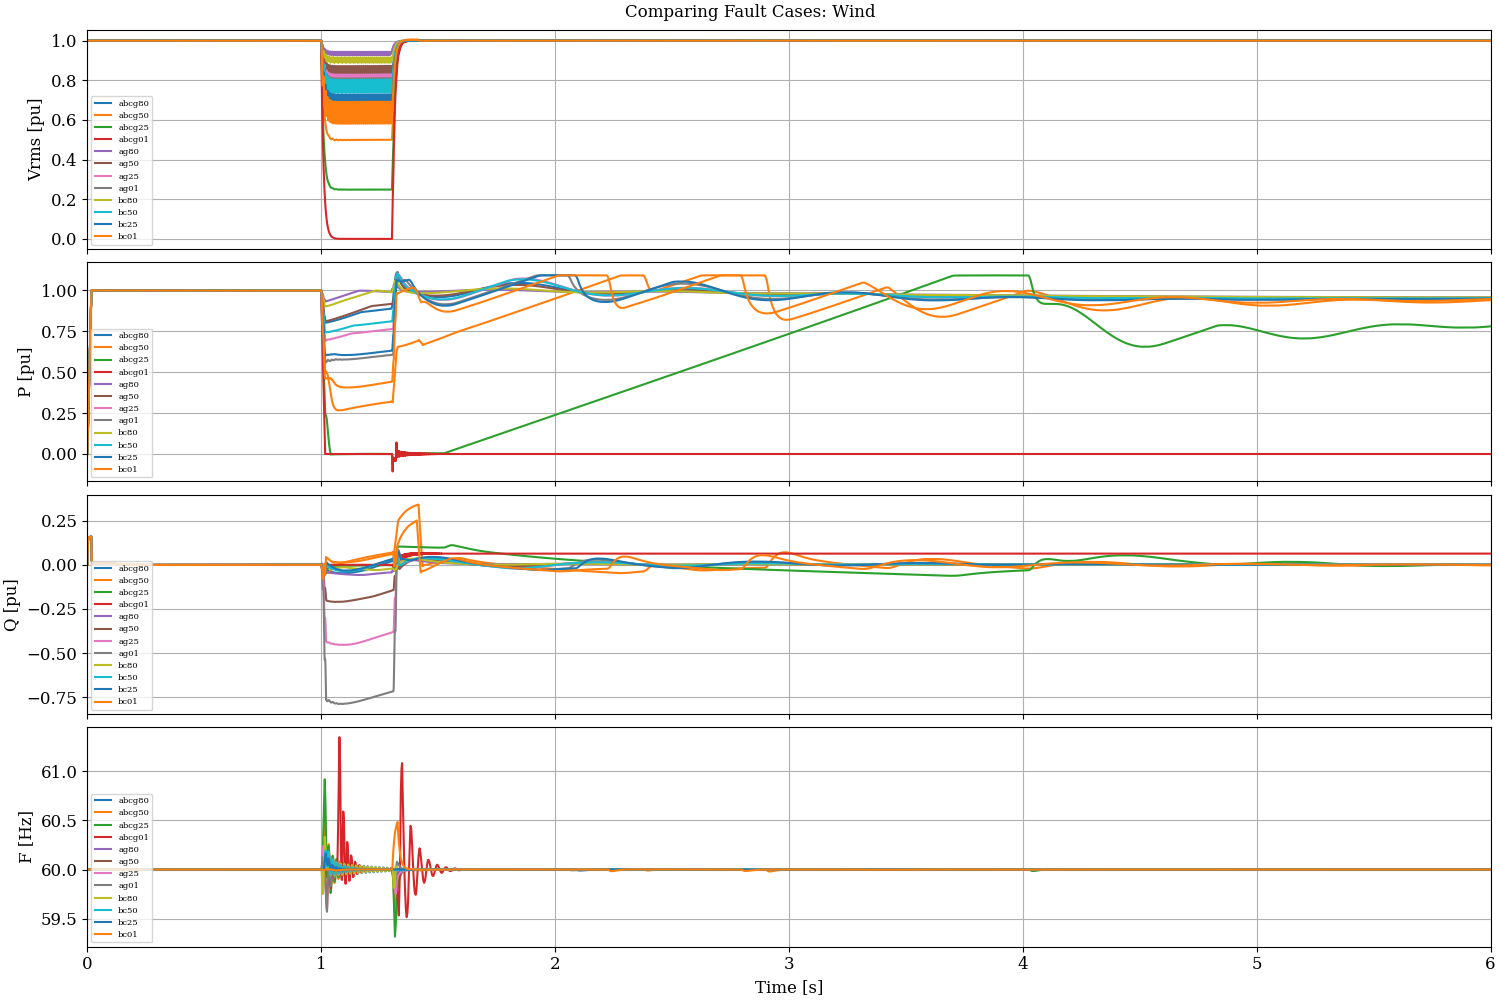 Comparing Fault Cases: Wind
1.0
0.8
0.6
0.4
0.2
0.0
Vrms [pu]
abcg80
abcg50
abcg25
abcg01
ag80
ag50
ag25
ag01
bc80
bc50
bc25
bc01
1.00
0.75
0.50
0.25
0.00
P [pu]
abcg80
abcg50
abcg25
abcg01
ag80
ag50
ag25
ag01
bc80
bc50
bc25
bc01
0.25
0.00
−0.25
−0.50
−0.75
Q [pu]
abcg80
abcg50
abcg25
abcg01
ag80
ag50
ag25
ag01
bc80
bc50
bc25
bc01
61.0
60.5
60.0
59.5
F [Hz]
abcg80
abcg50
abcg25
abcg01
ag80
ag50
ag25
ag01
bc80
bc50
bc25
bc01
0 1 2 3 4 5 6
Time [s]